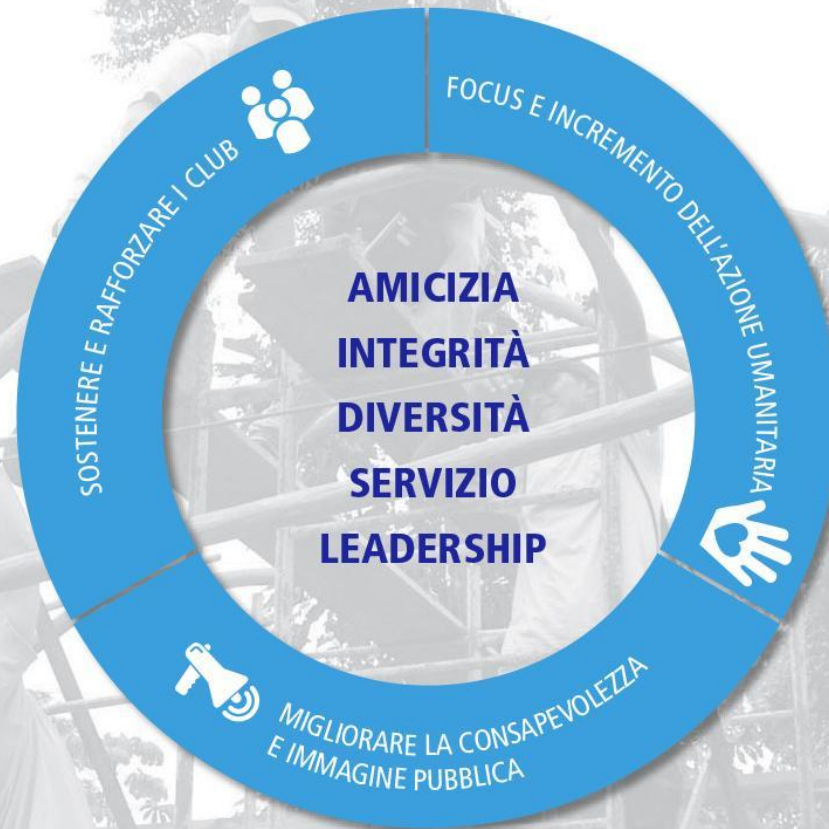 SOSTENERE E RAFFORZARE I CLUB
FOCUS E INCREMENTO DELL'AZIONE UMANITARIA
AMICIZIA
INTEGRITÀ
DIVERSITÀ
SERVIZIO
LEADERSHIP
MIGLIORARE LA CONSAPEVOLEZZA
E IMMAGINE PUBBLICA